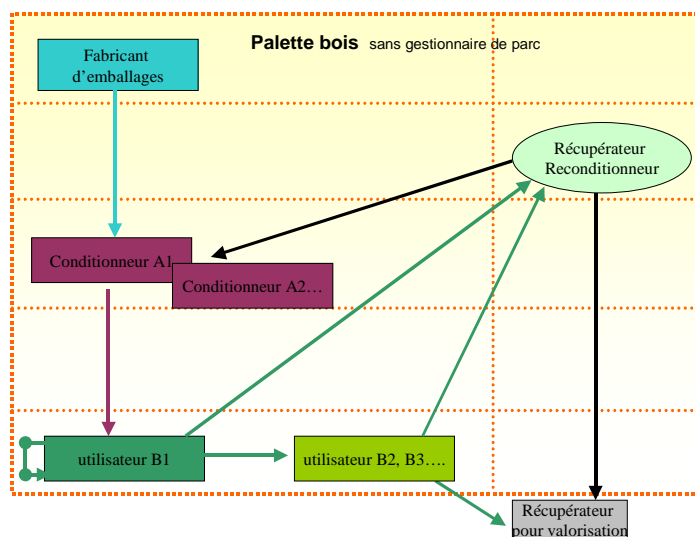 Palette bois sans gestionnaire de parc
Fabricant
d'emballages
Récupérateur
Reconditionneur
Conditionneur A1
Conditionneur A2…
utilisateur B1
utilisateur B2, B3….
Récupérateur
pour valorisation